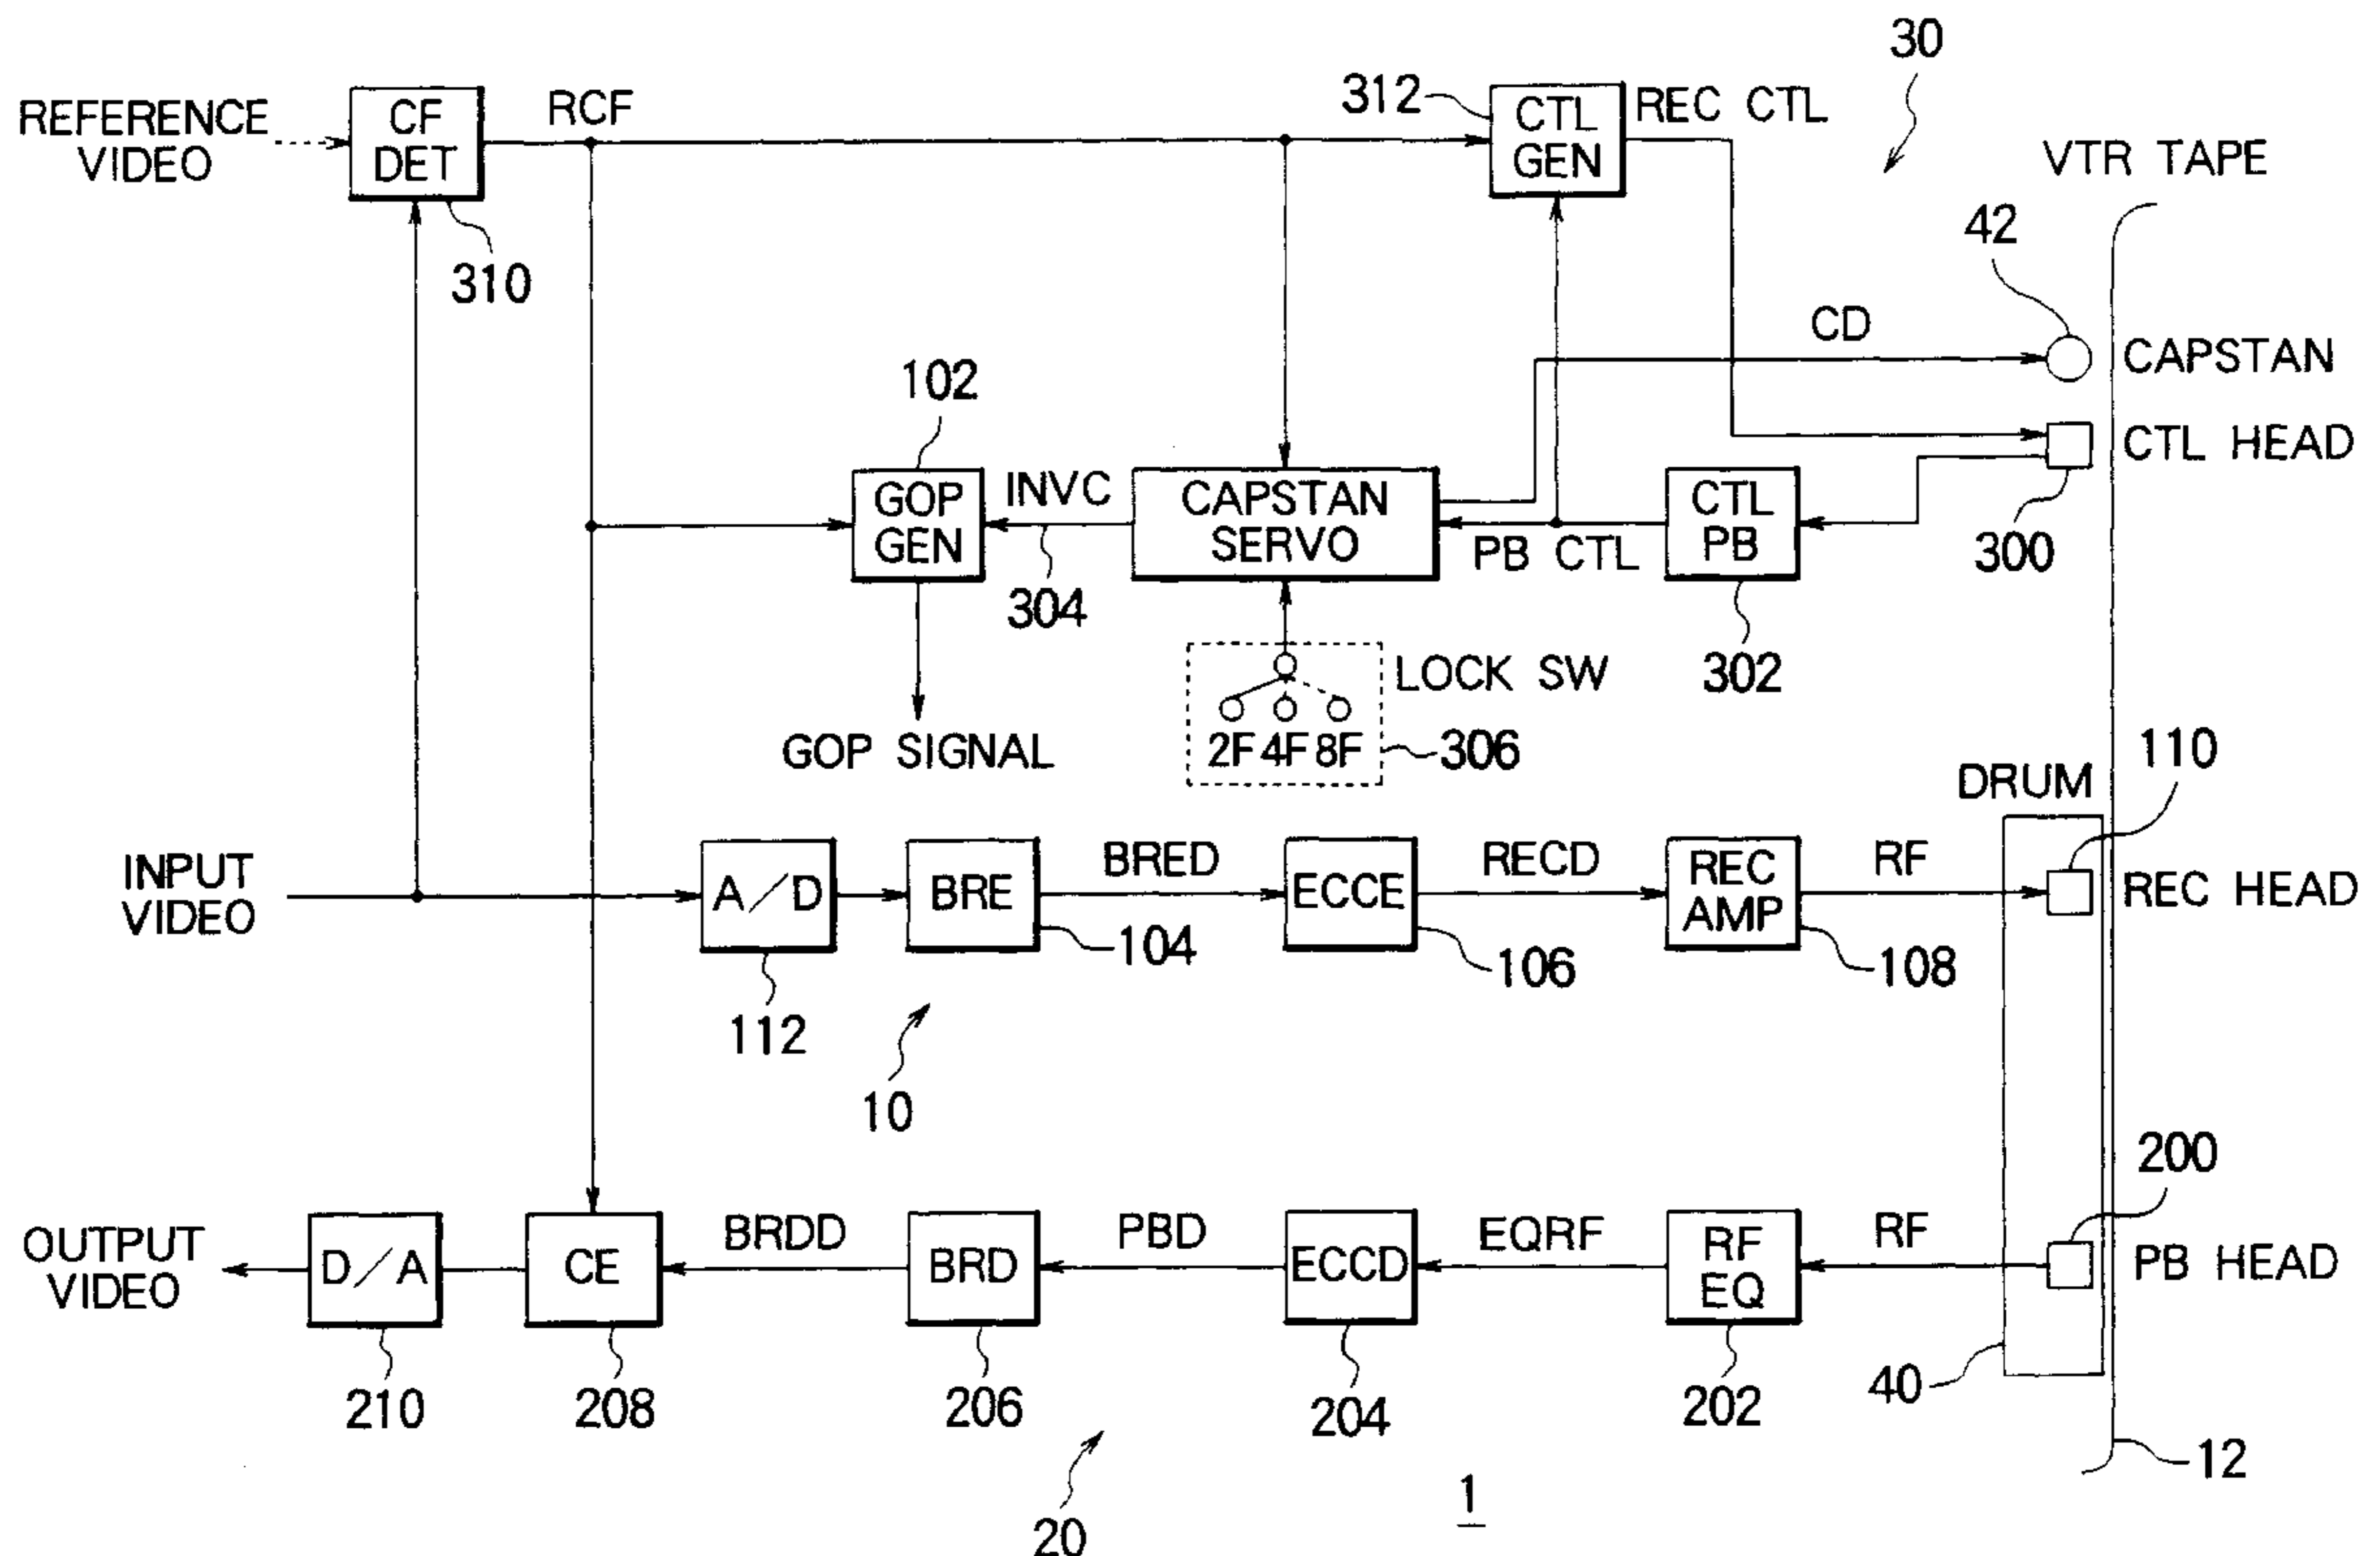 30
REFERENCE
VIDEO
CF
DET
RCF
310
312
CTL
GEN
REC CTL
VTR TAPE
42
CD
CAPSTAN
102
GOP
GEN
INVC
304
CAPSTAN
SERVO
PB CTL
CTL
PB
302
CTL HEAD
300
GOP SIGNAL
LOCK SW
2F 4F 8F
306
DRUM
110
INPUT
VIDEO
A/D
112
BRE
104
BRED
ECCE
106
RECD
REC
AMP
108
RF
REC HEAD
10
200
OUTPUT
VIDEO
D/A
210
CE
208
BRDD
BRD
206
PBD
ECCD
204
EQRF
RF
EQ
202
RF
PB HEAD
40
12
20
1